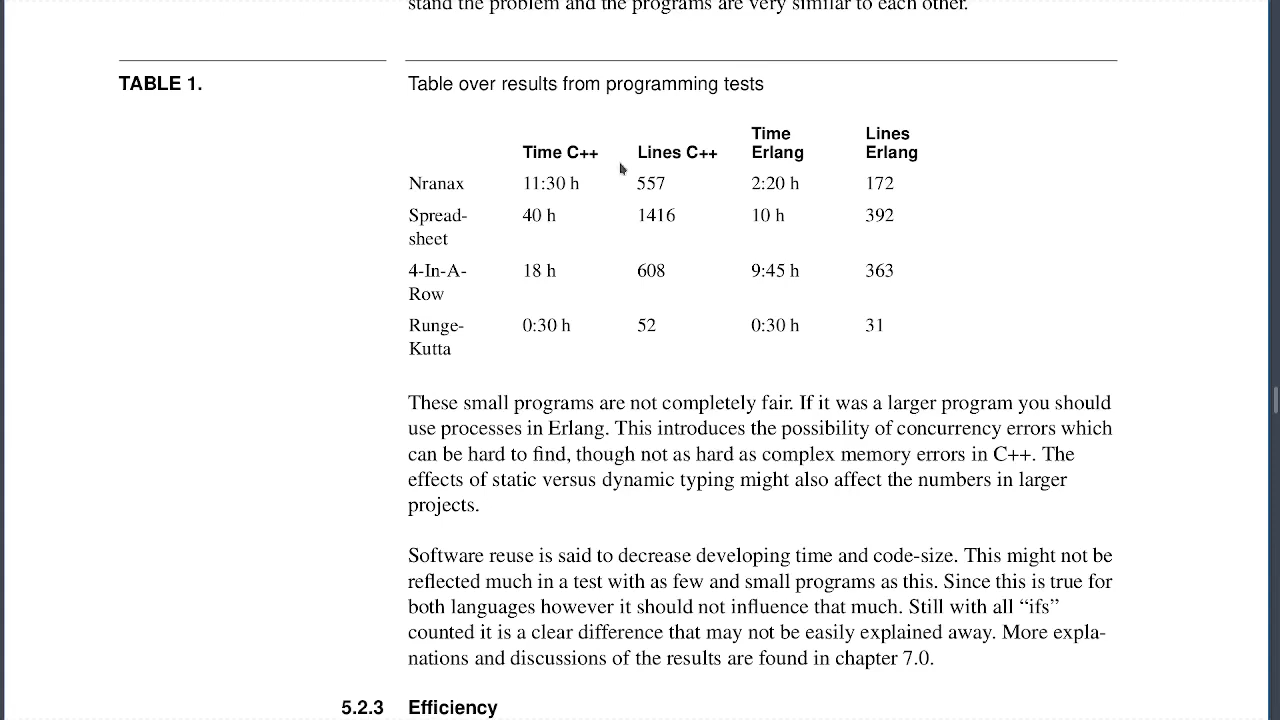 stand the problem and the programs are very similar to each other.
TABLE 1. Table over results from programming tests
Time C++ Lines C++ Time Erlang Lines Erlang
Nranax 11:30 h 557 2:20 h 172
Spread- 40 h 1416 10 h 392
sheet
4-In-A- 18 h 608 9:45 h 363
Row
Runge- 0:30 h 52 0:30 h 31
Kutta
These small programs are not completely fair. If it was a larger program you should
use processes in Erlang. This introduces the possibility of concurrency errors which
can be hard to find, though not as hard as complex memory errors in C++. The
effects of static versus dynamic typing might also affect the numbers in larger
projects.
Software reuse is said to decrease developing time and code-size. This might not be
reflected much in a test with as few and small programs as this. Since this is true for
both languages however it should not influence that much. Still with all “ifs”
counted it is a clear difference that may not be easily explained away. More expla-
nations and discussions of the results are found in chapter 7.0.
5.2.3 Efficiency